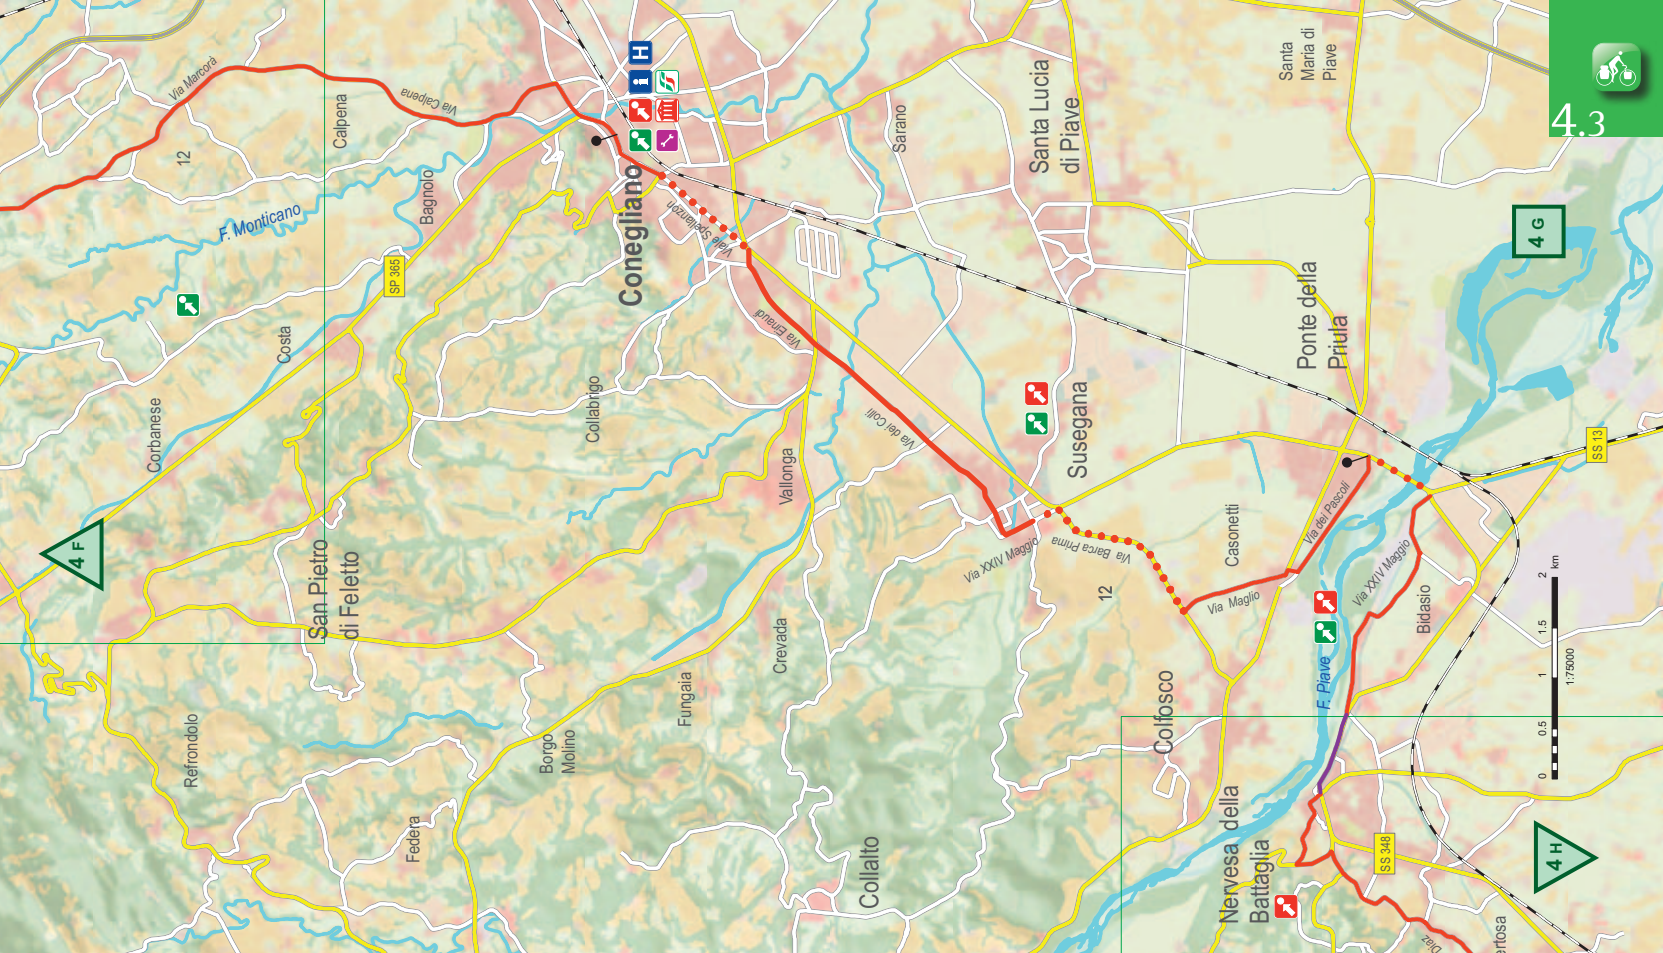 4.3
Via Marcorà
12
Calpena
Via Calpena
F. Monticano
Bagnolo
SP 365
Costa
Corbanese
4 F
San Pietro
di Feletto
Refrondolo
Federa
Borgo
Molino
Fungaia
Crevada
Vallonga
Collabrigo
Conegliano
H
i
Viale Spellanzon
Via Einaudi
Via dei Colli
Sarano
Santa Lucia
di Piave
Santa
Maria di
Piave
4 G
Ponte della
Priula
Susegana
Via XXIV Maggio
Via Barca Prima
12
Casonetti
Via Maglio
Via dei Pascoli
Via XXIV Maggio
Bidasio
F. Piave
SS 13
Colfosco
Collalto
Nervesa della
Battaglia
SS 348
4 H
0
0.5
1
1.5
2
km
1:75000
Diaz
ertosa